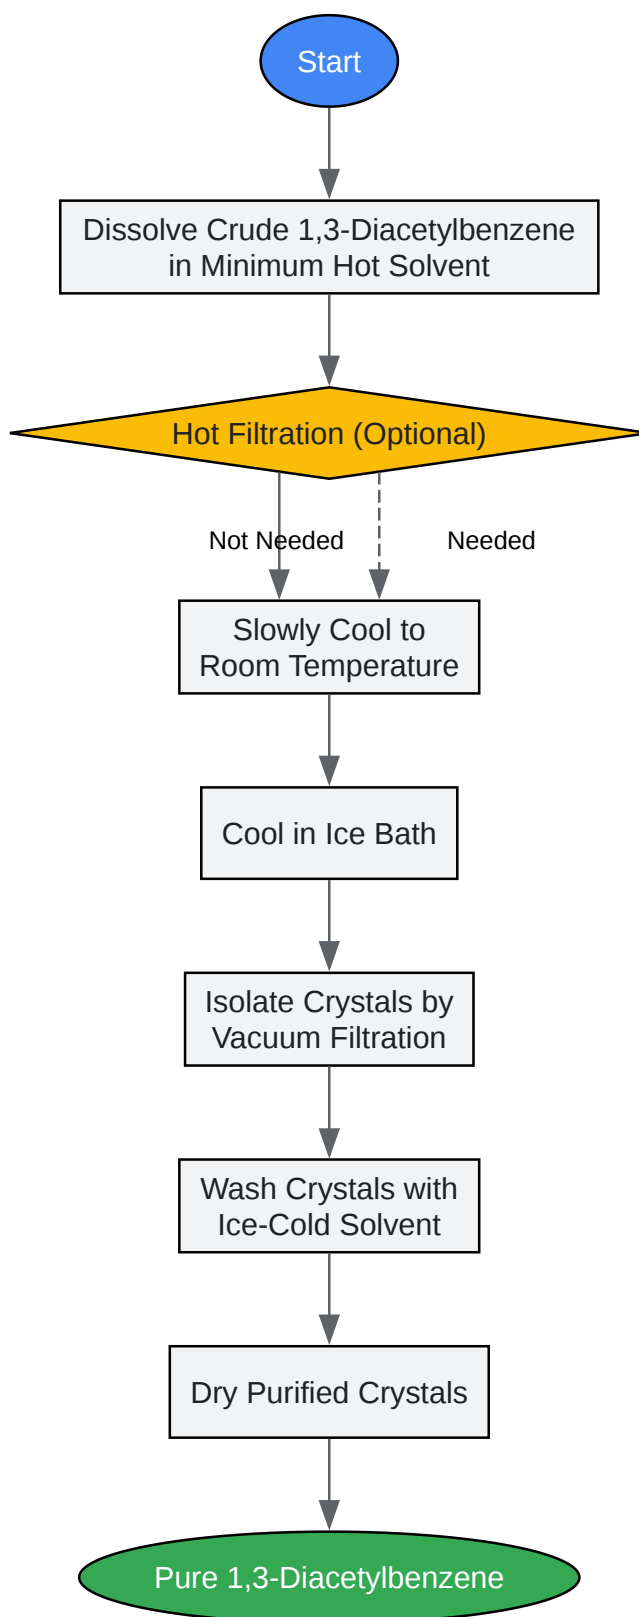 Start
Dissolve Crude 1,3-Diacetylbenzene
in Minimum Hot Solvent
Hot Filtration (Optional)
Not Needed
Needed
Slowly Cool to
Room Temperature
Cool in Ice Bath
Isolate Crystals by
Vacuum Filtration
Wash Crystals with
Ice-Cold Solvent
Dry Purified Crystals
Pure 1,3-Diacetylbenzene